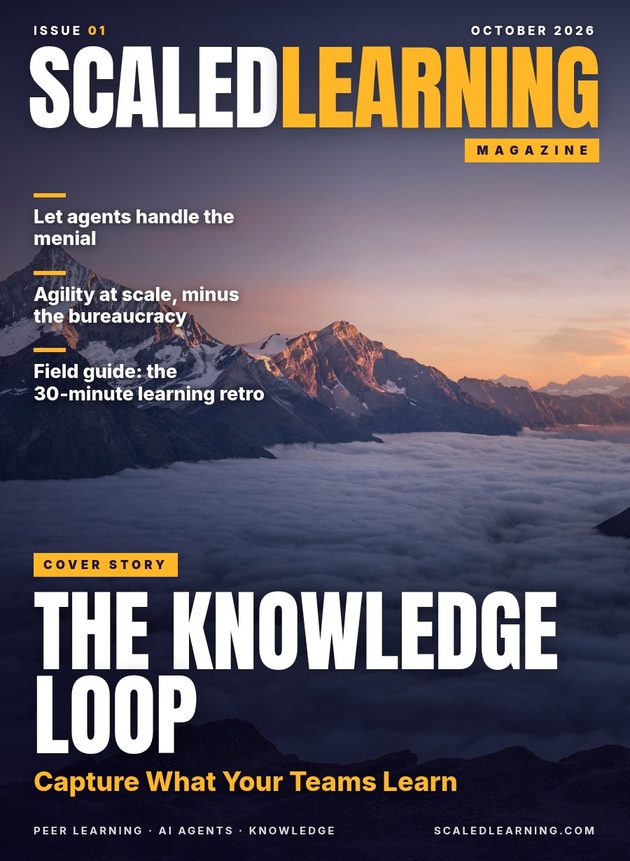 ISSUE 01
OCTOBER 2026
SCALEDLEARNING
MAGAZINE
Let agents handle the
menial
Agility at scale, minus
the bureaucracy
Field guide: the
30-minute learning retro
COVER STORY
THE KNOWLEDGE
LOOP
Capture What Your Teams Learn
PEER LEARNING · AI AGENTS · KNOWLEDGE
SCALEDLEARNING.COM